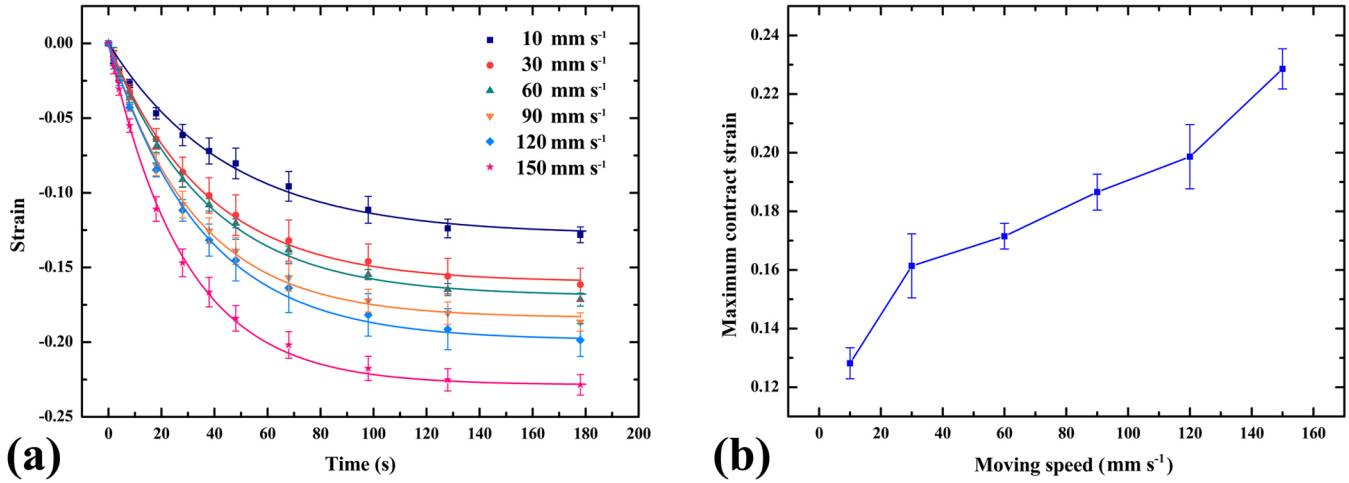 0.00
-0.05
-0.10
-0.15
-0.20
-0.25
Strain
10 mm s-1
30 mm s-1
60 mm s-1
90 mm s-1
120 mm s-1
150 mm s-1
0 20 40 60 80 100 120 140 160 180 200
Time (s)
(a)
0.24
0.22
0.20
0.18
0.16
0.14
0.12
Maximum contract strain
0 20 40 60 80 100 120 140 160
Moving speed (mm s-1)
(b)